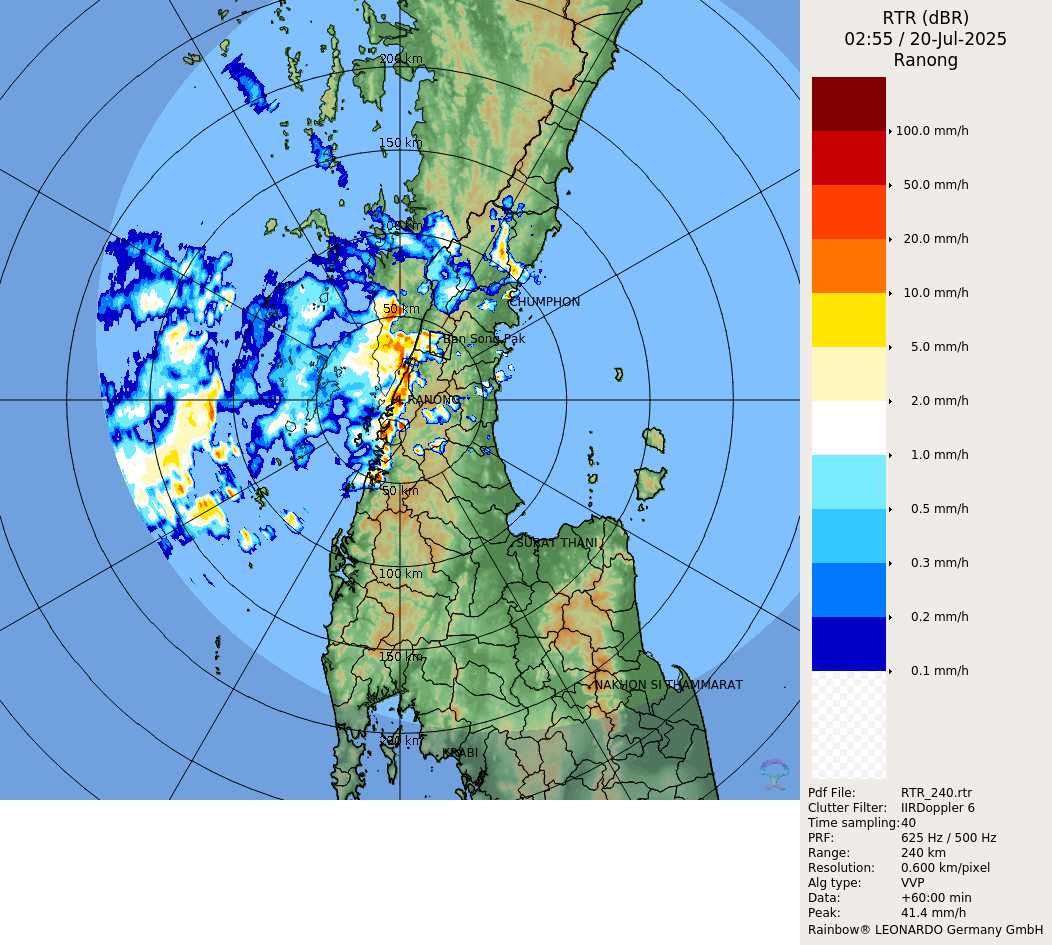 RTR (dBR)
02:55 / 20-Jul-2025
Ranong
200 km
150 km
100 km
CHUMPHON
50 km
Ban Song Pak
M.RANONG
50 km
SURAT THANI
100 km
150 km
NAKHON SI THAMMARAT
200 km
KRABI
100.0 mm/h
50.0 mm/h
20.0 mm/h
10.0 mm/h
5.0 mm/h
2.0 mm/h
1.0 mm/h
0.5 mm/h
0.3 mm/h
0.2 mm/h
0.1 mm/h
Pdf File: RTR_240.rtr
Clutter Filter: IIRDoppler 6
Time sampling:40
PRF: 625 Hz / 500 Hz
Range: 240 km
Resolution: 0.600 km/pixel
Alg type: VVP
Data: +60:00 min
Peak: 41.4 mm/h
Rainbow® LEONARDO Germany GmbH